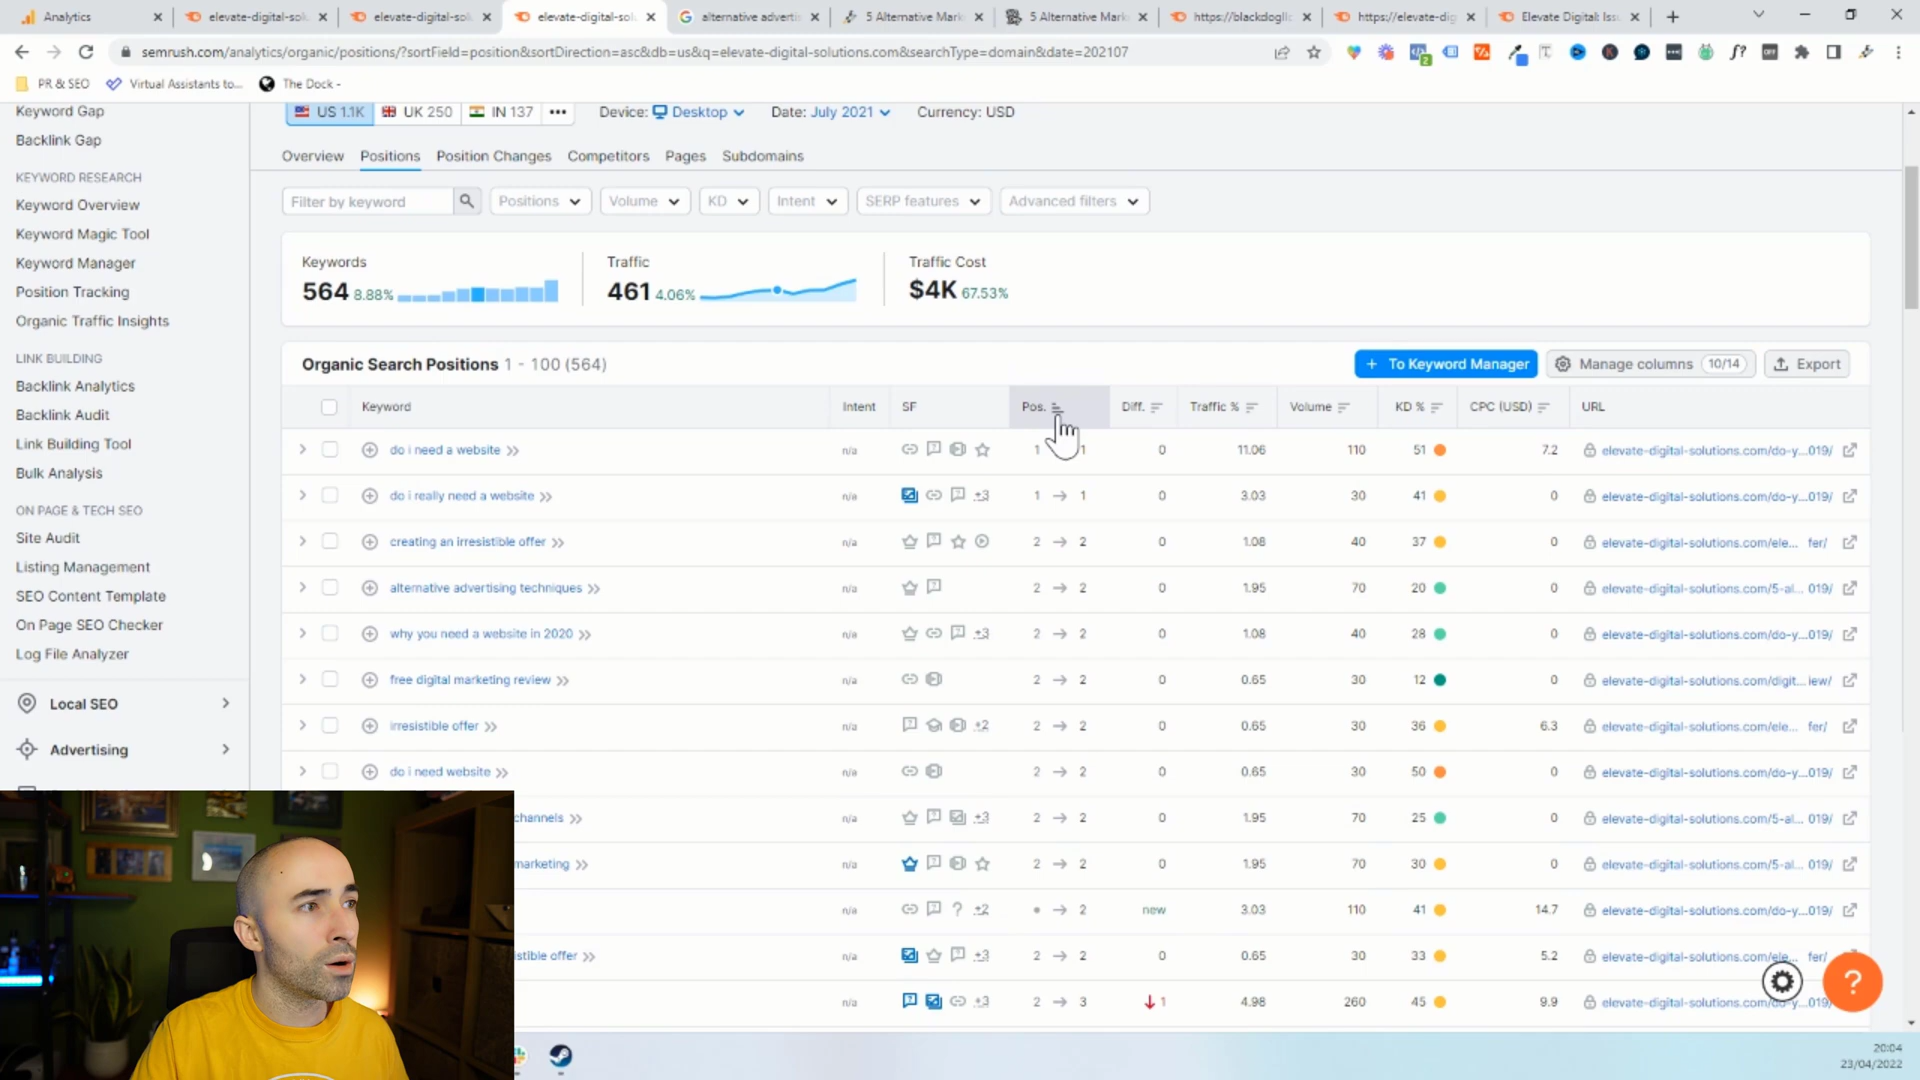 Analytics
elevate-digital-sol
elevate-digital-sol
elevate-digital-sol
alternative adverti
5 Alternative Mark
5 Alternative Mark
https://blackdogllc
https://elevate-dig
Elevate Digital: Iss
semrush.com/analytics/organic/positions/?sortField=position&sortDirection=asc&db=us&q=elevate-digital-solutions.com&searchType=domain&date=202107
PR & SEO
Virtual Assistants to...
The Dock -
Keyword Gap
Backlink Gap
KEYWORD RESEARCH
Keyword Overview
Keyword Magic Tool
Keyword Manager
Position Tracking
Organic Traffic Insights
LINK BUILDING
Backlink Analytics
Backlink Audit
Link Building Tool
Bulk Analysis
ON PAGE & TECH SEO
Site Audit
Listing Management
SEO Content Template
On Page SEO Checker
Log File Analyzer
Local SEO
Advertising
US 1.1K UK 250 IN 137 ••• Device: Desktop Date: July 2021 Currency: USD
Overview Positions Position Changes Competitors Pages Subdomains
Filter by keyword Positions Volume KD Intent SERP features Advanced filters
Keywords Traffic Traffic Cost
564 8.88% 461 4.06% $4K 67.53%
Organic Search Positions 1 - 100 (564) + To Keyword Manager Manage columns 10/14 Export
Keyword Intent SF Pos. Diff. Traffic % Volume KD % CPC (USD) URL
do i need a website n/a 1 1 0 11.06 110 51 7.2 elevate-digital-solutions.com/do-y...019/
do i really need a website n/a +3 1 → 1 0 3.03 30 41 0 elevate-digital-solutions.com/do-y...019/
creating an irresistible offer n/a 2 → 2 0 1.08 40 37 0 elevate-digital-solutions.com/ele... fer/
alternative advertising techniques n/a 2 → 2 0 1.95 70 20 0 elevate-digital-solutions.com/5-al... 019/
why you need a website in 2020 n/a +3 2 → 2 0 1.08 40 28 0 elevate-digital-solutions.com/do-y...019/
free digital marketing review n/a 2 → 2 0 0.65 30 12 0 elevate-digital-solutions.com/digit... iew/
irresistible offer n/a +2 2 → 2 0 0.65 30 36 6.3 elevate-digital-solutions.com/ele... fer/
do i need website n/a 2 → 2 0 0.65 30 50 0 elevate-digital-solutions.com/do-y...019/
channels n/a +3 2 → 2 0 1.95 70 25 0 elevate-digital-solutions.com/5-al... 019/
marketing n/a 2 → 2 0 1.95 70 30 0 elevate-digital-solutions.com/5-al... 019/
n/a ? +2 • → 2 new 3.03 110 41 14.7 elevate-digital-solutions.com/do-y...019/
stible offer n/a +3 2 → 2 0 0.65 30 33 5.2 elevate-digital-solutions.com/ele... fer/
n/a +3 2 → 3 ↓ 1 4.98 260 45 9.9 elevate-digital-solutions.com/do-y...019/
?
20:04
23/04/2022